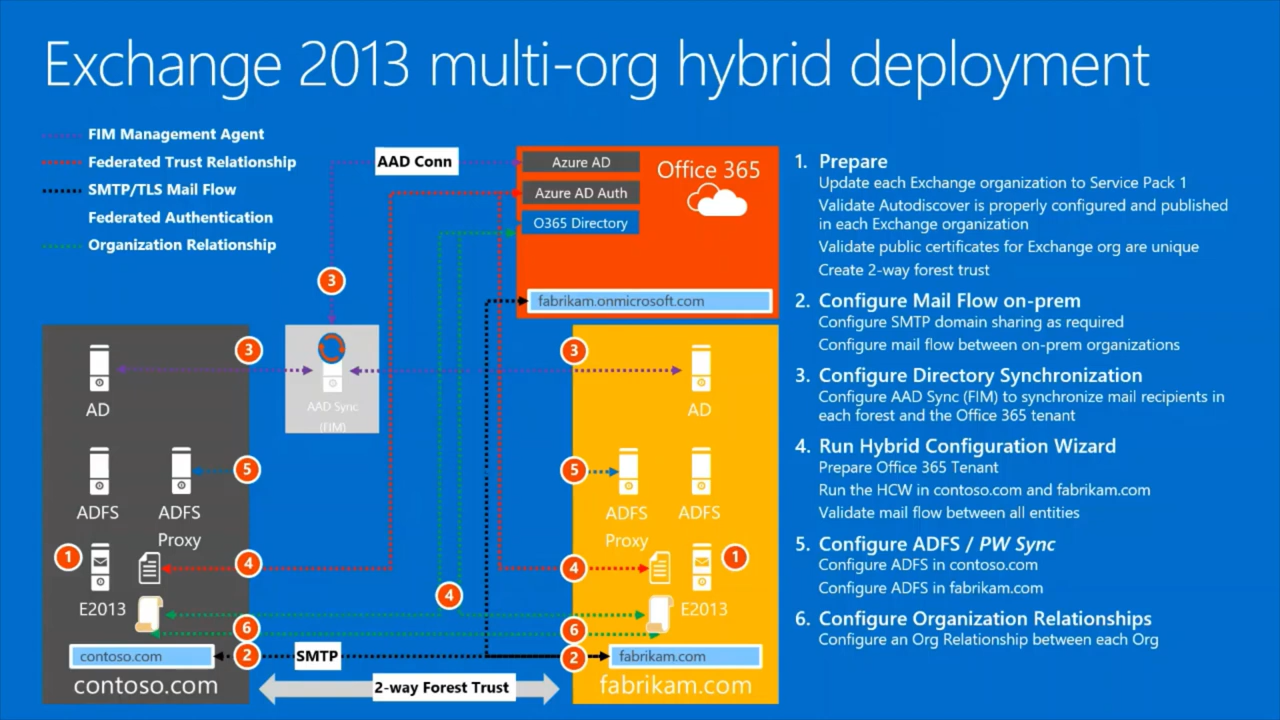 Exchange 2013 multi-org hybrid deployment
FIM Management Agent
Federated Trust Relationship
SMTP/TLS Mail Flow
Federated Authentication
Organization Relationship
AAD Conn
Azure AD
Azure AD Auth
O365 Directory
Office 365
fabrikam.onmicrosoft.com
3
3
3
AD
AAD Sync
(FIM)
AD
5
5
ADFS
ADFS
Proxy
ADFS
Proxy
ADFS
1
4
4
1
E2013
4
E2013
6
6
contoso.com
2
SMTP
2
fabrikam.com
contoso.com
2-way Forest Trust
fabrikam.com
1. Prepare
Update each Exchange organization to Service Pack 1
Validate Autodiscover is properly configured and published
in each Exchange organization
Validate public certificates for Exchange org are unique
Create 2-way forest trust
2. Configure Mail Flow on-prem
Configure SMTP domain sharing as required
Configure mail flow between on-prem organizations
3. Configure Directory Synchronization
Configure AAD Sync (FIM) to synchronize mail recipients in
each forest and the Office 365 tenant
4. Run Hybrid Configuration Wizard
Prepare Office 365 Tenant
Run the HCW in contoso.com and fabrikam.com
Validate mail flow between all entities
5. Configure ADFS / PW Sync
Configure ADFS in contoso.com
Configure ADFS in fabrikam.com
6. Configure Organization Relationships
Configure an Org Relationship between each Org